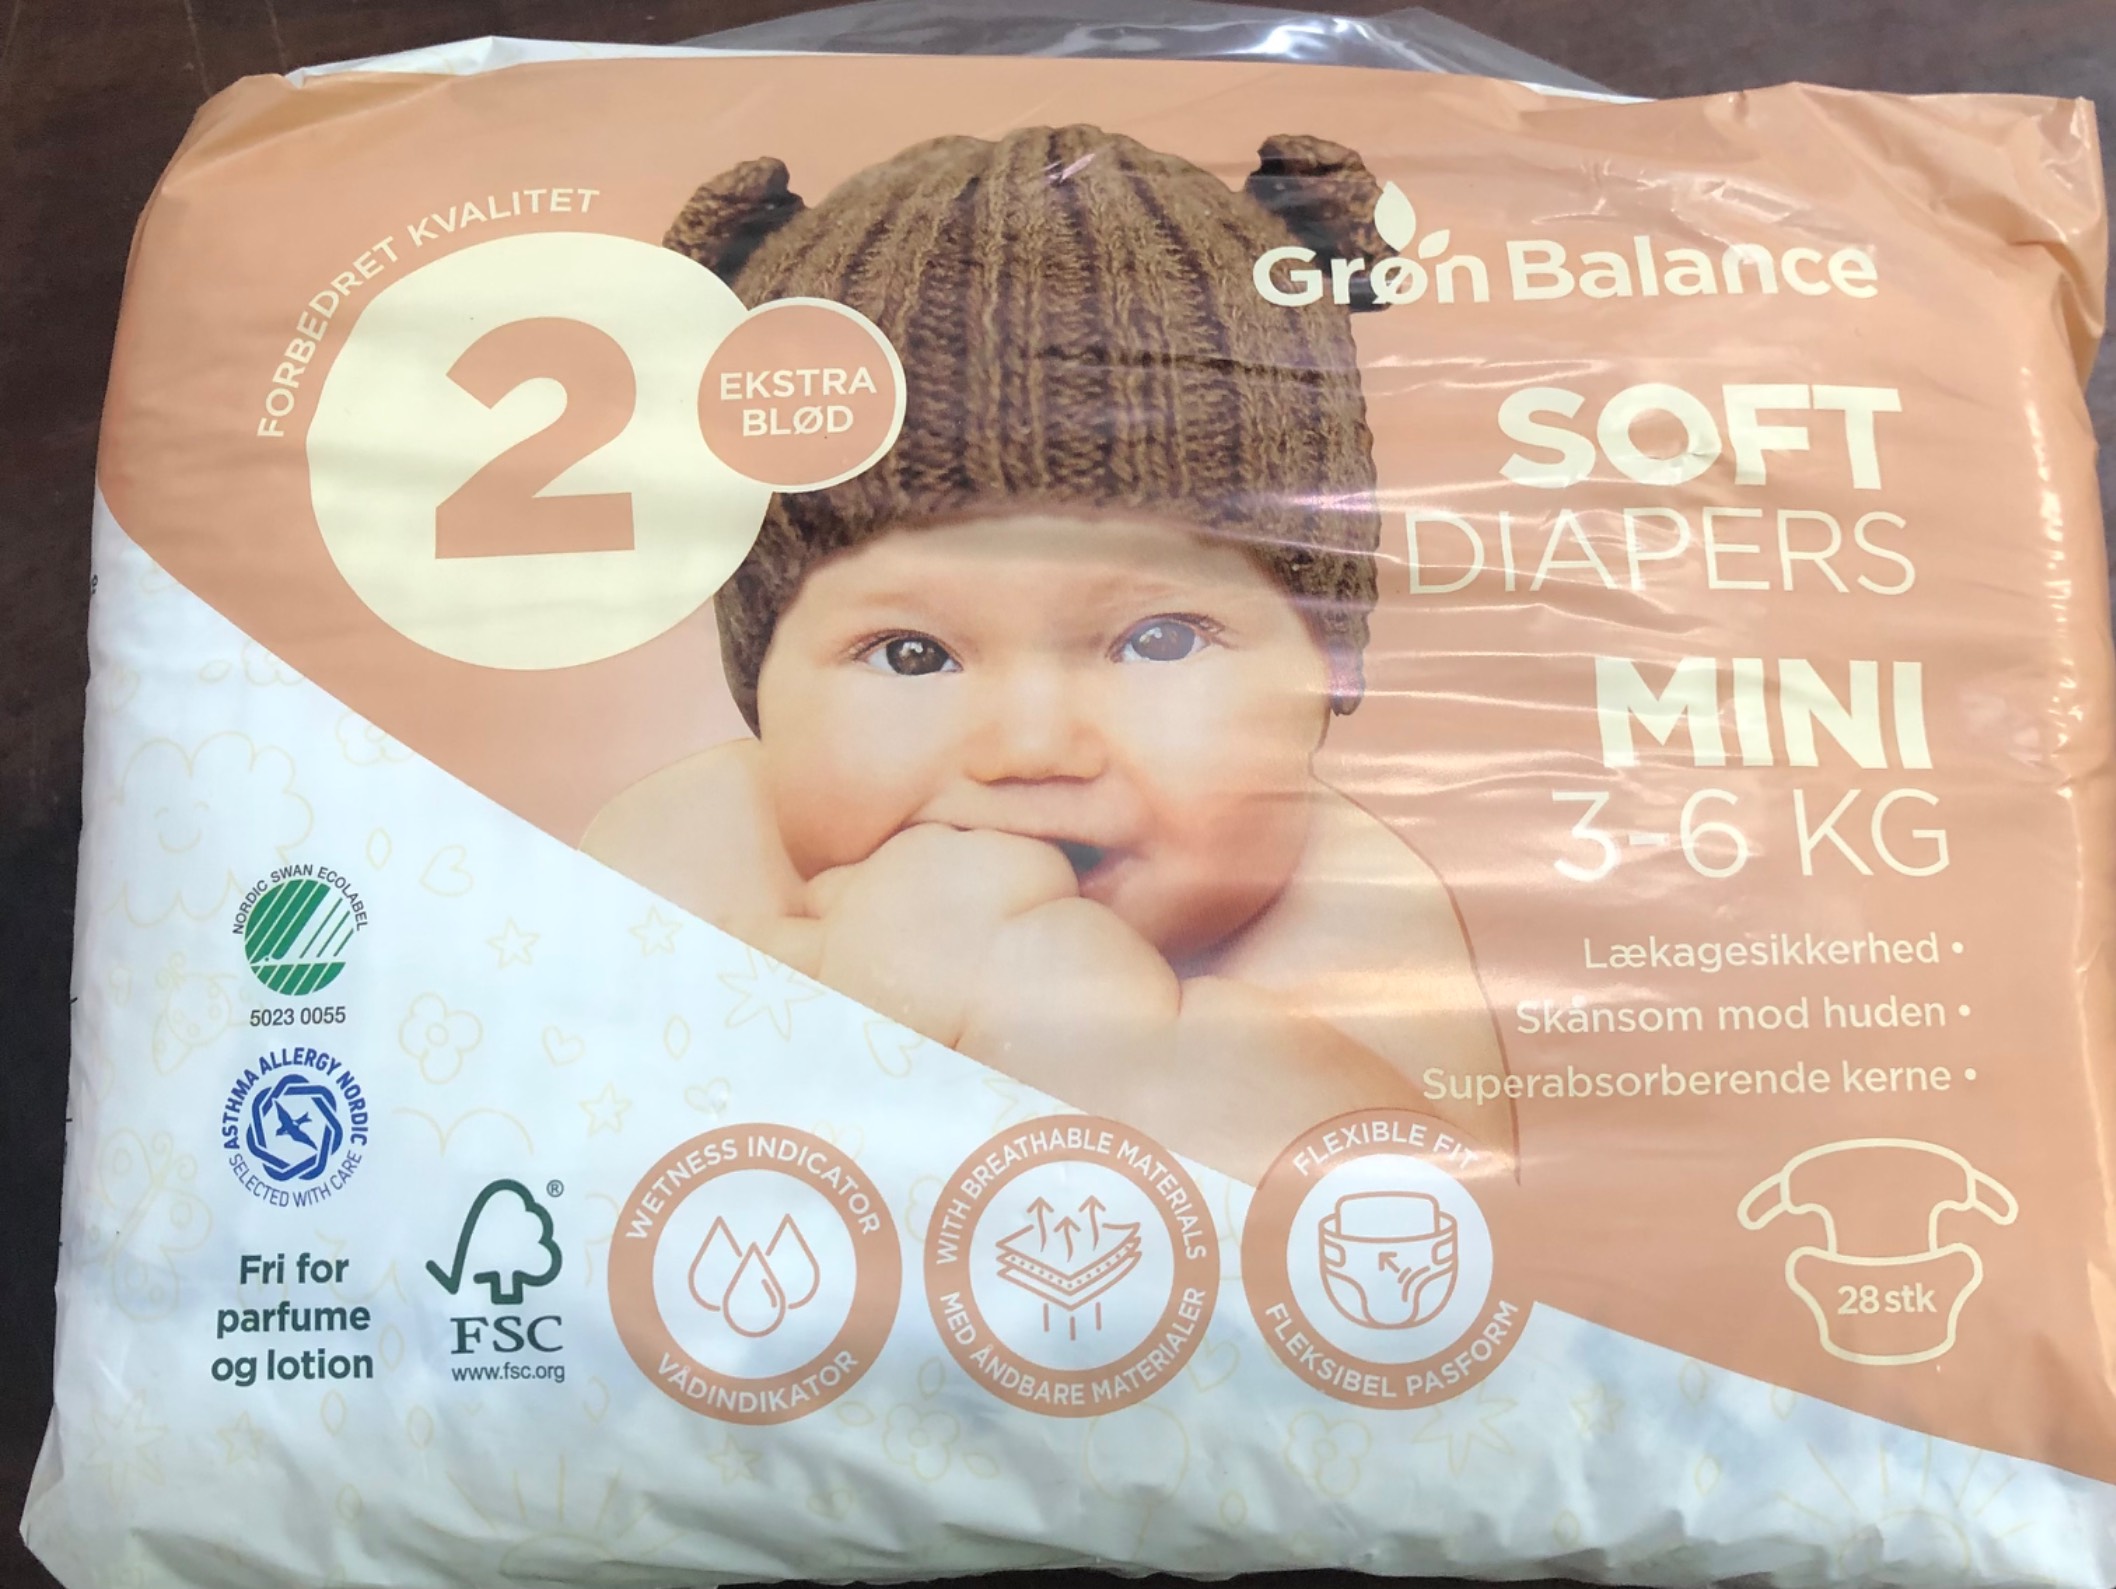 FORBEDRET KVALITET
2
EKSTRA
BLØD
Grøn Balance
SOFT
DIAPERS
MINI
3-6 KG
Lækagesikkerhed •
Skånsom mod huden •
Superabsorberende kerne •
28 stk
NORDIC SWAN ECOLABEL
5023 0055
ASTHMA ALLERGY NORDIC
SELECTED WITH CARE
Fri for
parfume
og lotion
®
FSC
www.fsc.org
WETNESS INDICATOR
VÅDINDIKATOR
WITH BREATHABLE MATERIALS
MED ÅNDBARE MATERIALER
FLEXIBLE FIT
FLEKSIBEL PASFORM